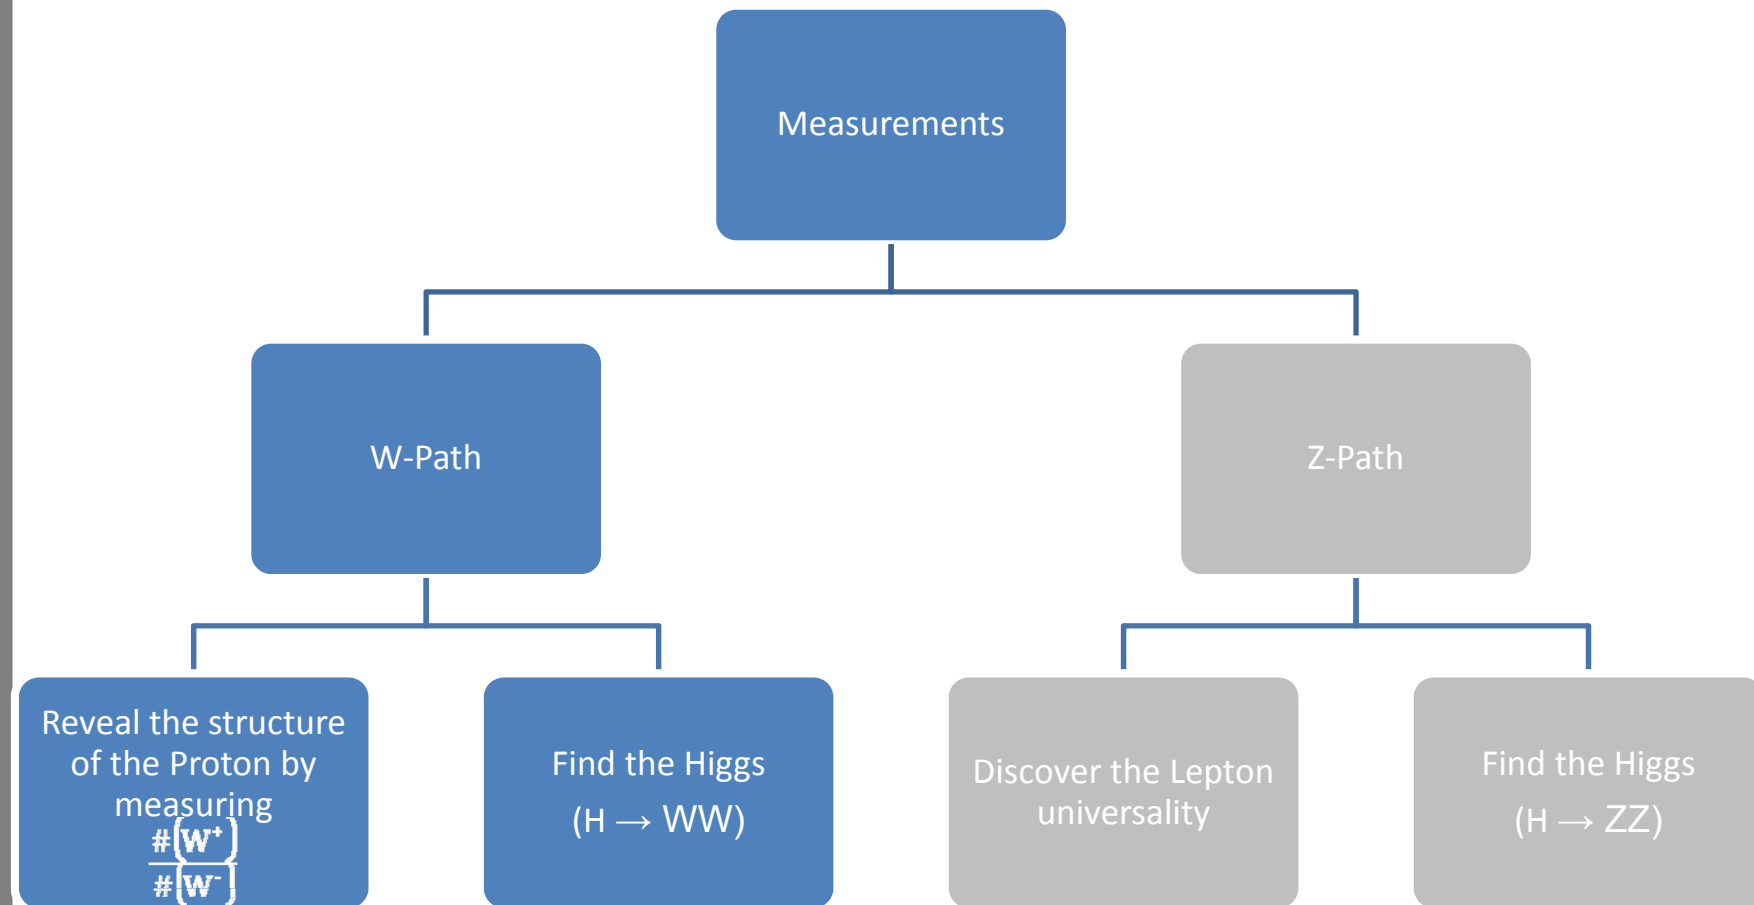 Measurements
W-Path
Z-Path
Reveal the structure
of the Proton by
measuring
#(W⁺)
#(W⁻)
Find the Higgs
(H → WW)
Discover the Lepton
universality
Find the Higgs
(H → ZZ)